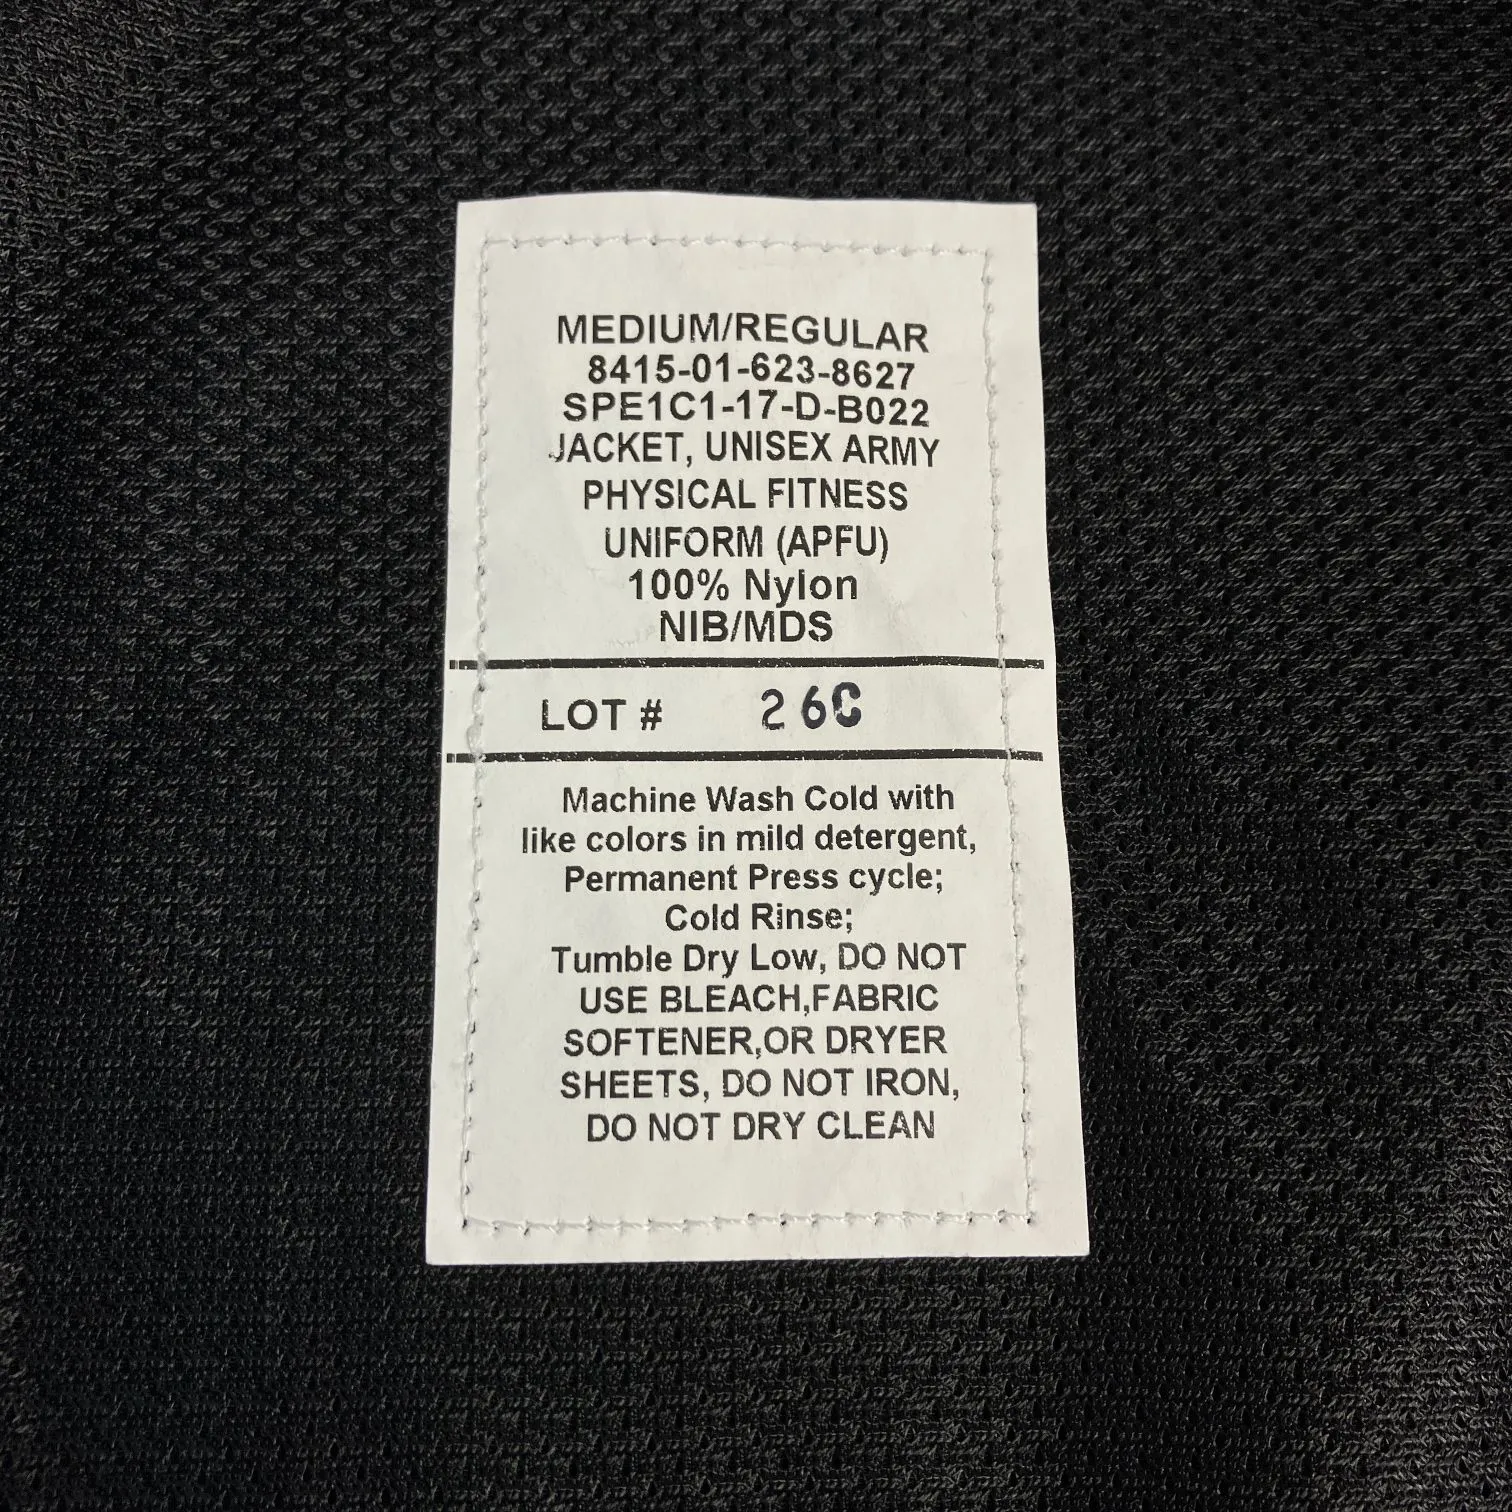 MEDIUM/REGULAR
8415-01-623-8627
SPE1C1-17-D-B022
JACKET, UNISEX ARMY
PHYSICAL FITNESS
UNIFORM (APFU)
100% Nylon
NIB/MDS
LOT # 26C
Machine Wash Cold with
like colors in mild detergent,
Permanent Press cycle;
Cold Rinse;
Tumble Dry Low, DO NOT
USE BLEACH,FABRIC
SOFTENER,OR DRYER
SHEETS, DO NOT IRON,
DO NOT DRY CLEAN